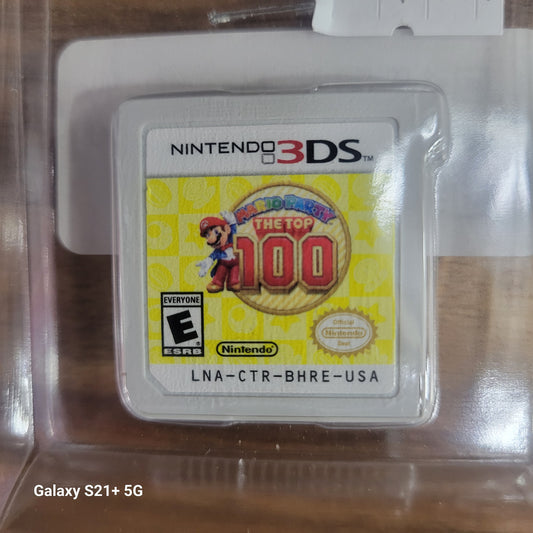 NINTENDO 3DS™
MARIO PARTY
THE TOP
100
EVERYONE
E
ESRB
Nintendo
Official
Nintendo
Seal
LNA-CTR-BHRE-USA
Galaxy S21+ 5G